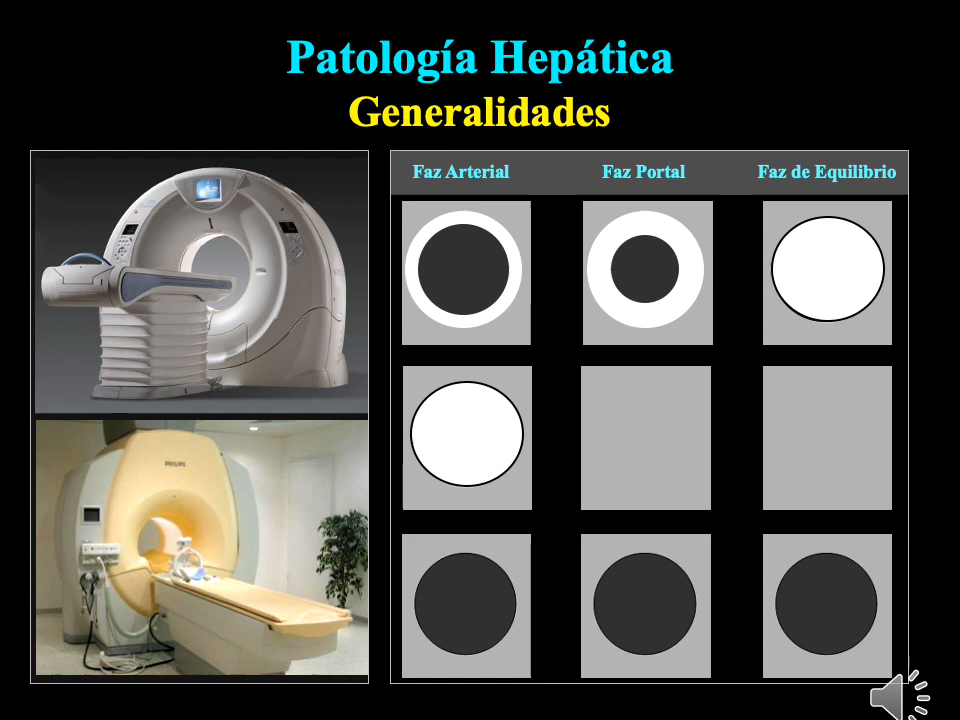 Patología Hepática
Generalidades
Faz Arterial
Faz Portal
Faz de Equilibrio
PHILIPS